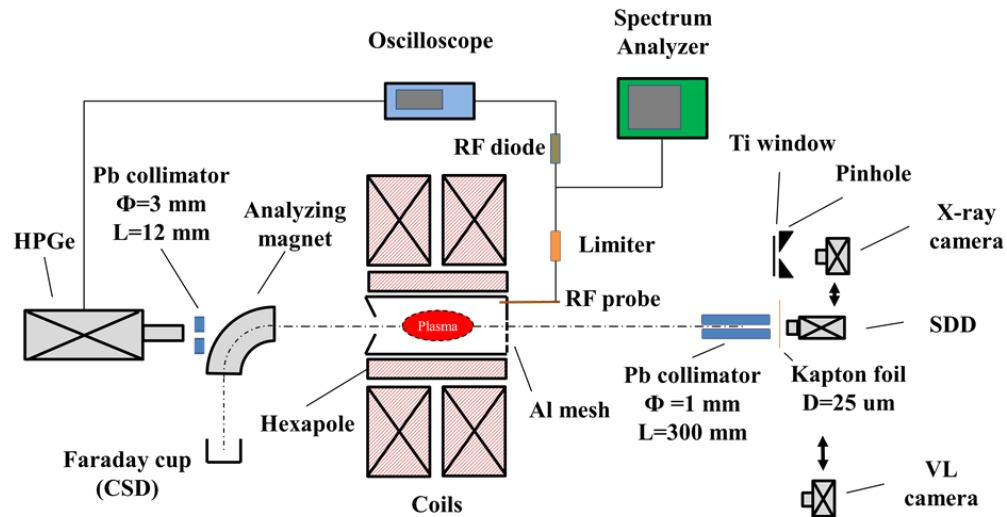 Oscilloscope
Spectrum
Analyzer
RF diode
Ti window
Pinhole
Pb collimator
Φ=3 mm
L=12 mm
Analyzing
magnet
X-ray
camera
HPGe
Limiter
RF probe
Plasma
SDD
Pb collimator
Φ =1 mm
L=300 mm
Kapton foil
D=25 um
Hexapole
Al mesh
Faraday cup
(CSD)
VL
camera
Coils